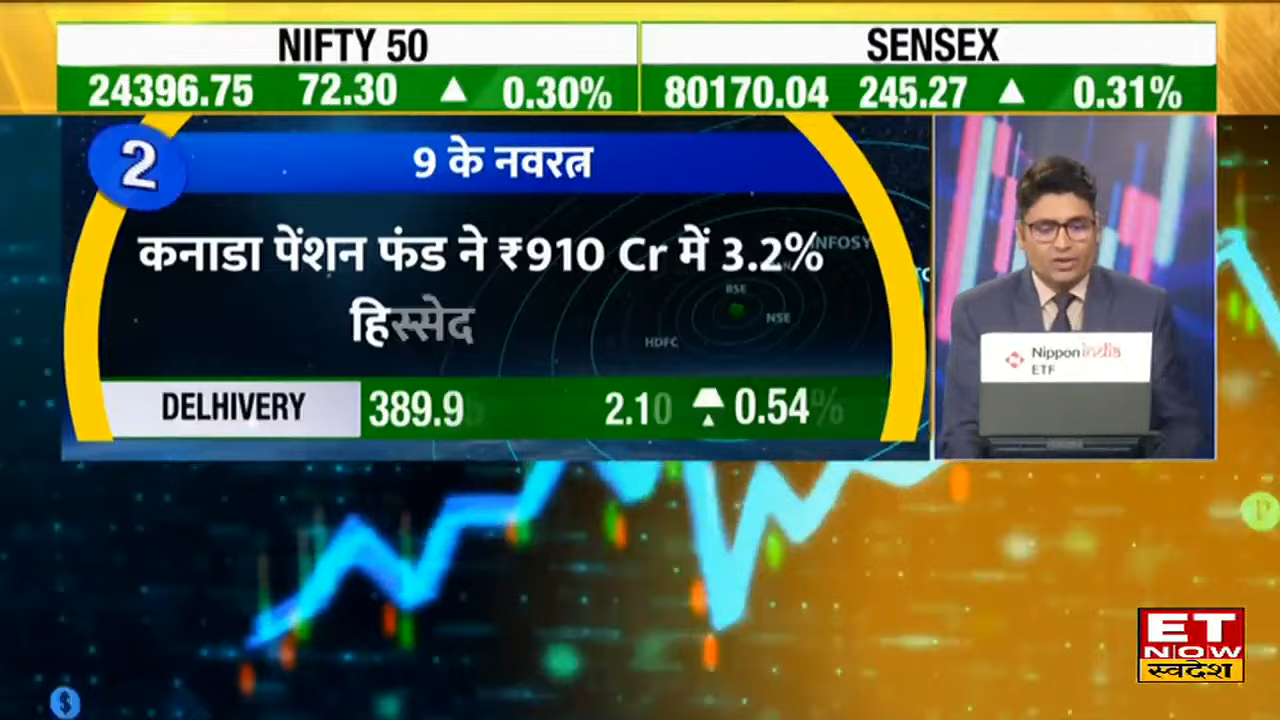 NIFTY 50
24396.75 72.30 ▲ 0.30%
SENSEX
80170.04 245.27 ▲ 0.31%
2
9 के नवरत्न
कनाडा पेंशन फंड ने ₹910 Cr में 3.2%
हिस्सेद
DELHIVERY 389.9 2.10 ▲ 0.54%
INFOSY
BSE
NSE
HDFC
Nippon india
ETF
ET
NOW
स्वदेश